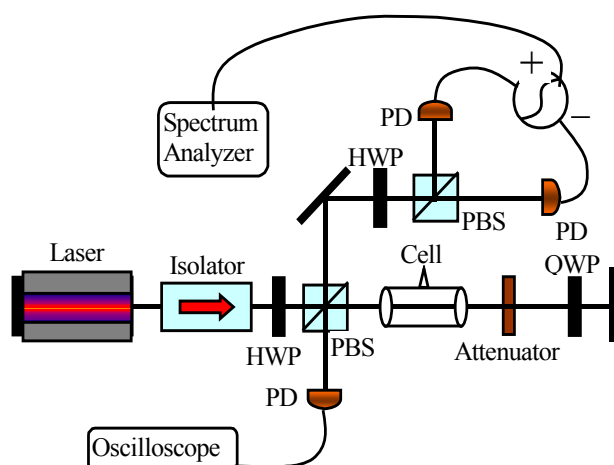 +
PD
−
Spectrum
Analyzer
HWP
PBS
PD
Laser
Isolator
Cell
QWP
HWP
PBS
Attenuator
PD
Oscilloscope